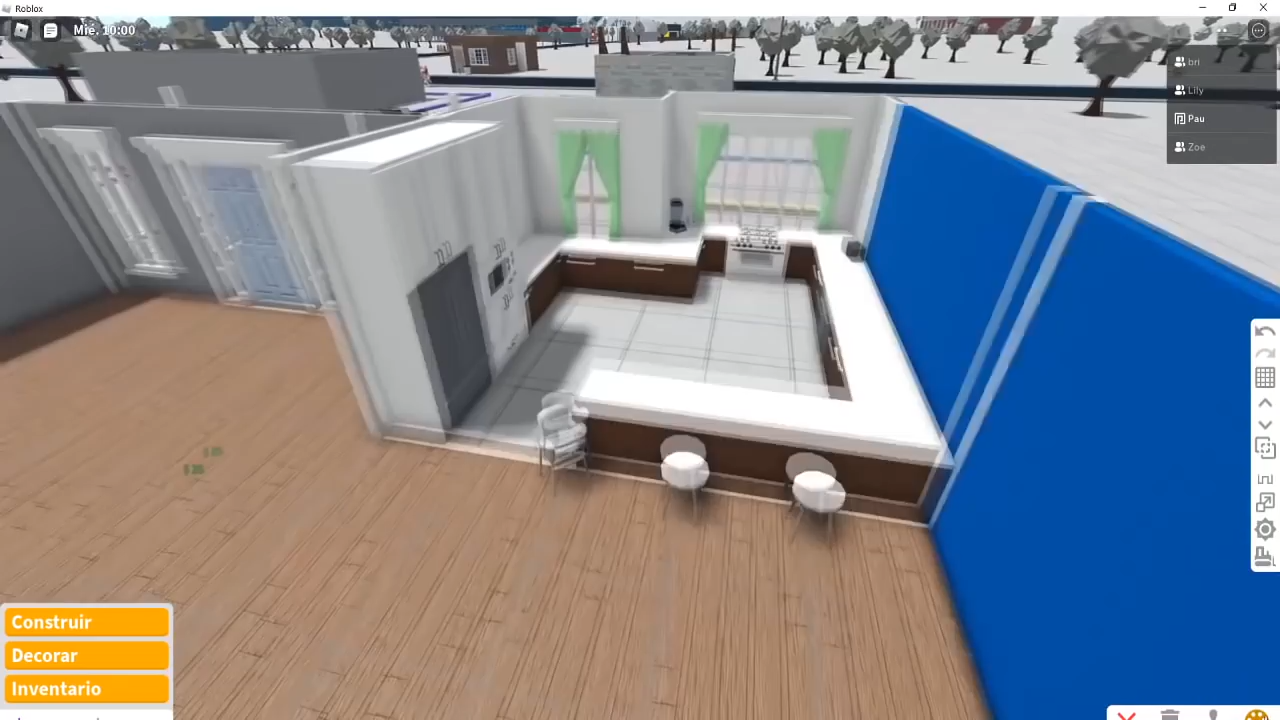 Roblox
Mié. 10:00
bri
Lily
Pau
Zoe
Construir
Decorar
Inventario